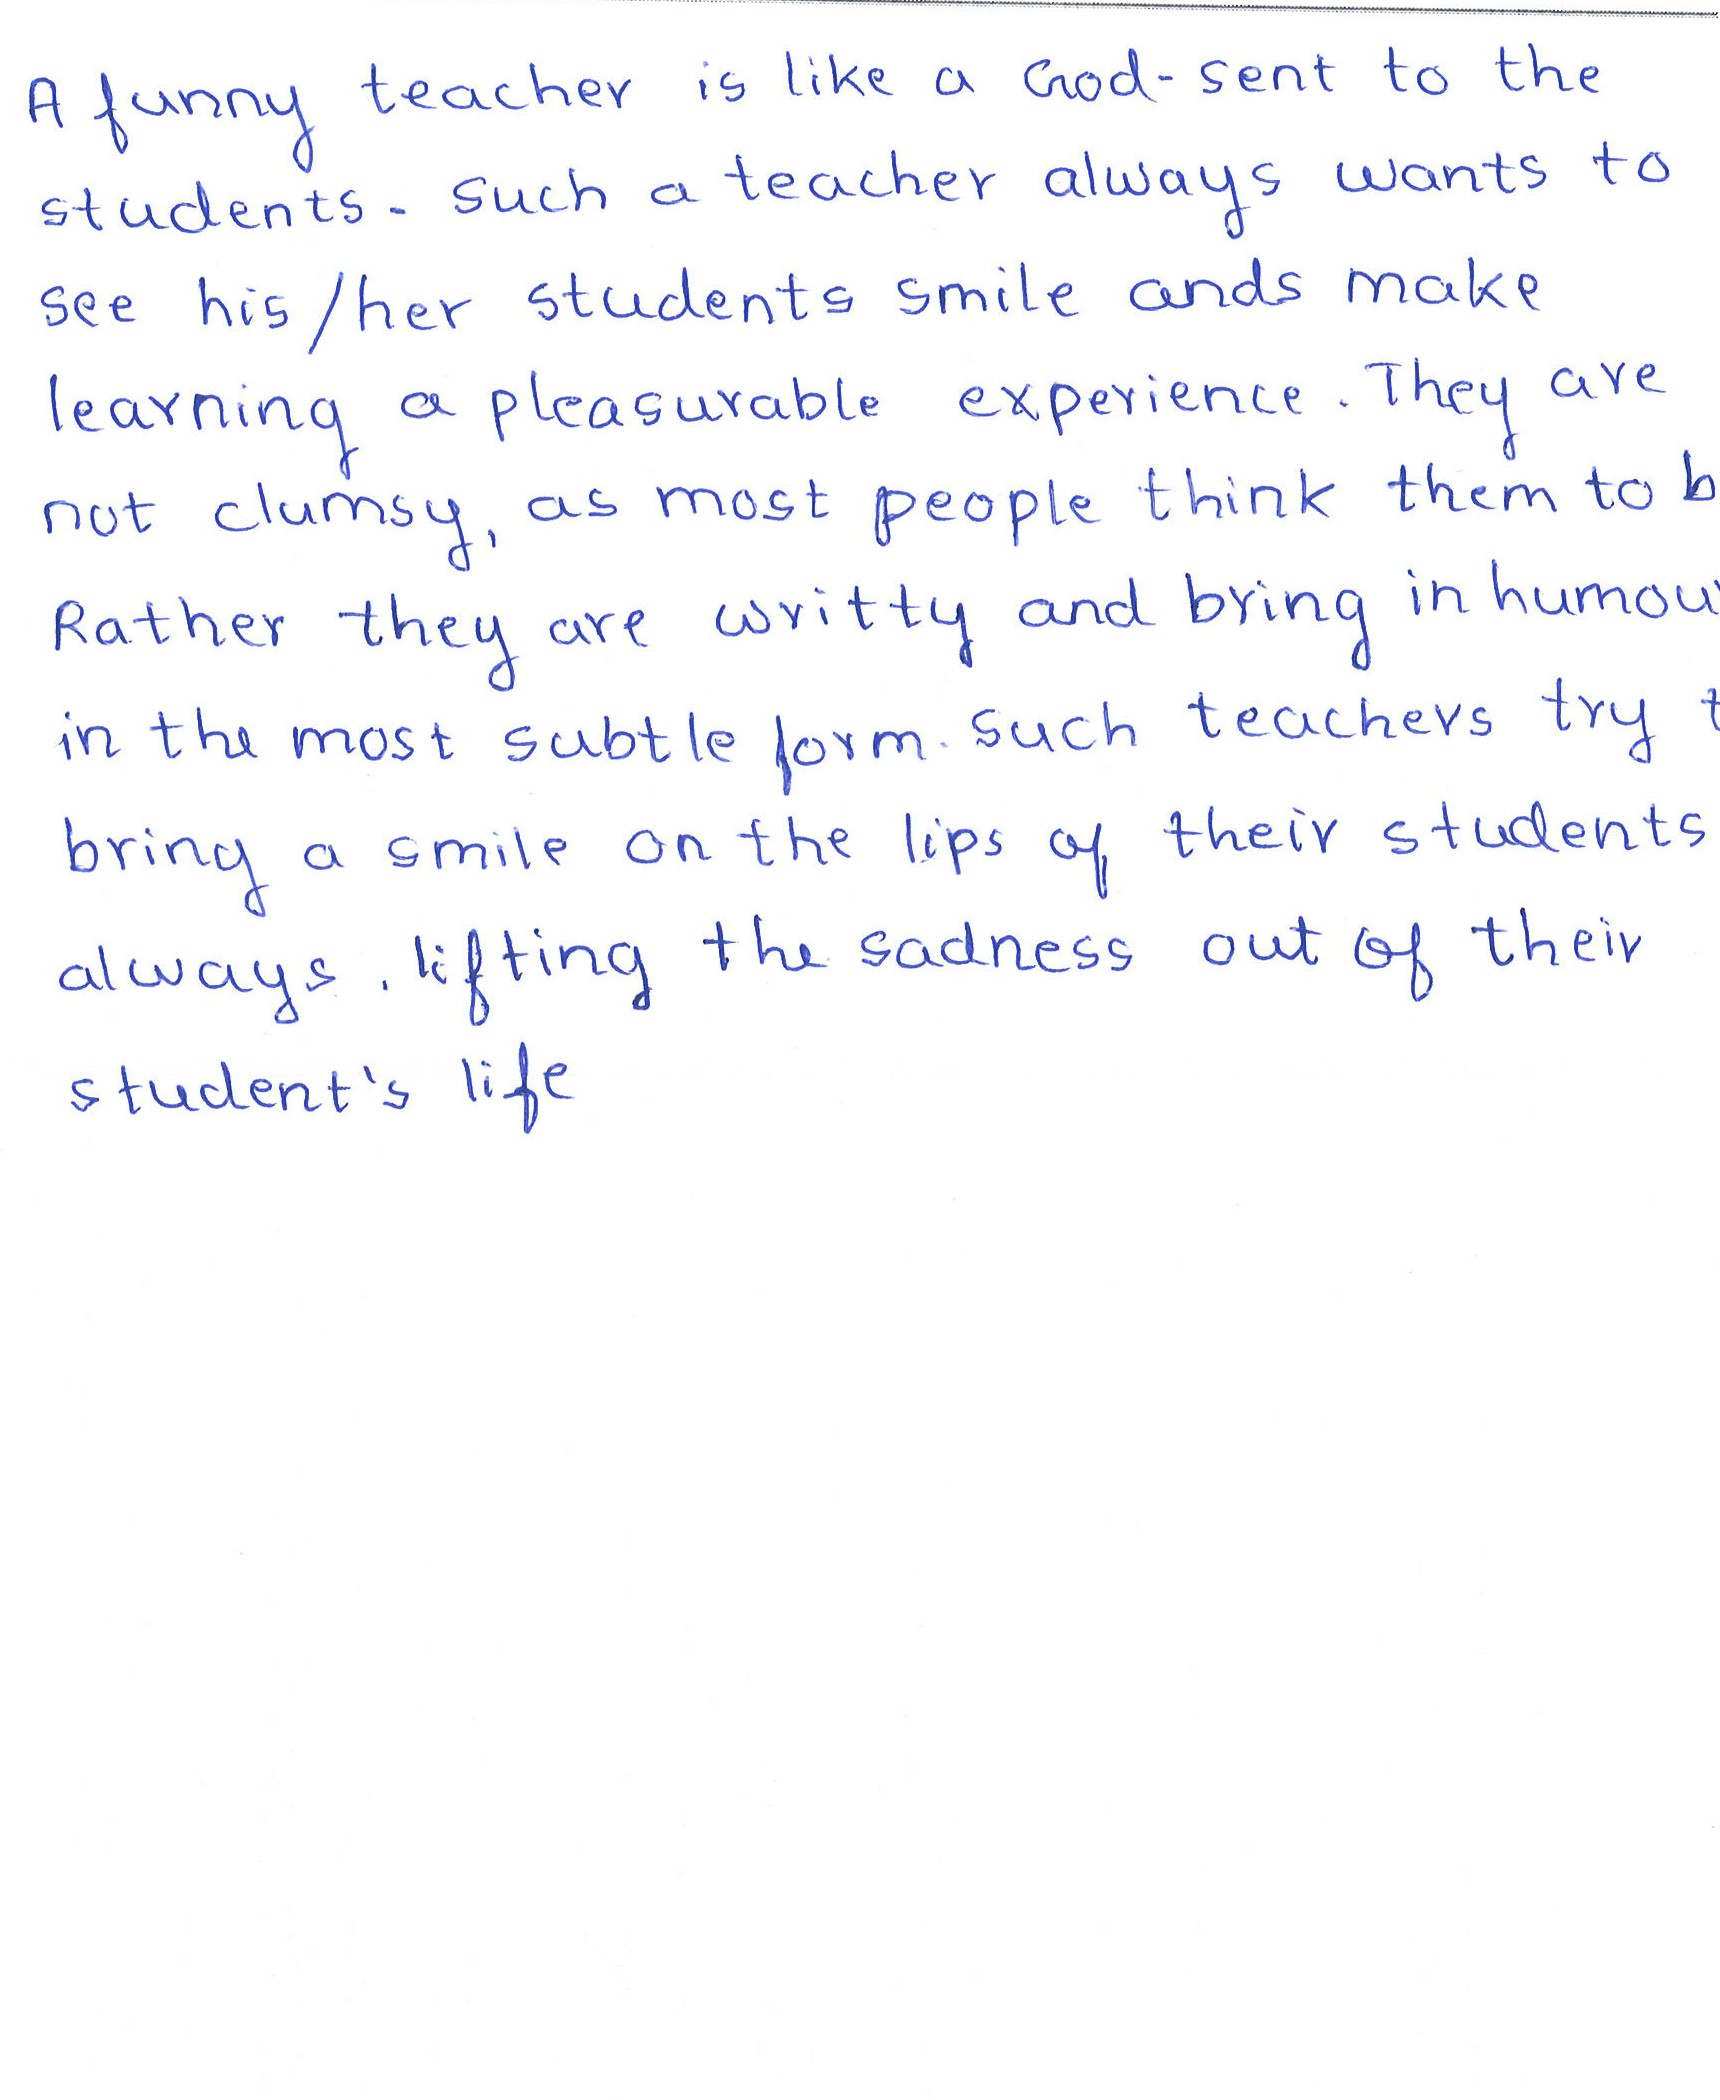 A funny teacher is like a God-sent to the
students. Such a teacher always wants to
see his/her students smile ands make
learning a pleasurable experience. They are
not clumsy, as most people think them to b
Rather they are writty and bring in humou
in the most subtle form. Such teachers try t
bring a smile on the lips of their students
always, lifting the sadness out of their
student's life